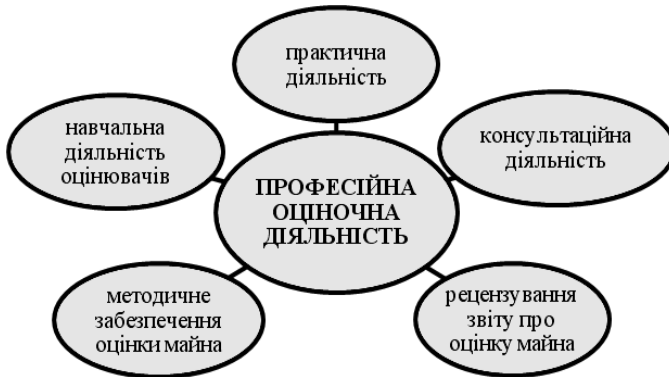 практична
діяльність
навчальна
діяльність
оцінювачів
консультаційна
діяльність
ПРОФЕСІЙНА
ОЦІНОЧНА
ДІЯЛЬНІСТЬ
методичне
забезпечення
оцінки майна
рецензування
звіту про
оцінку майна